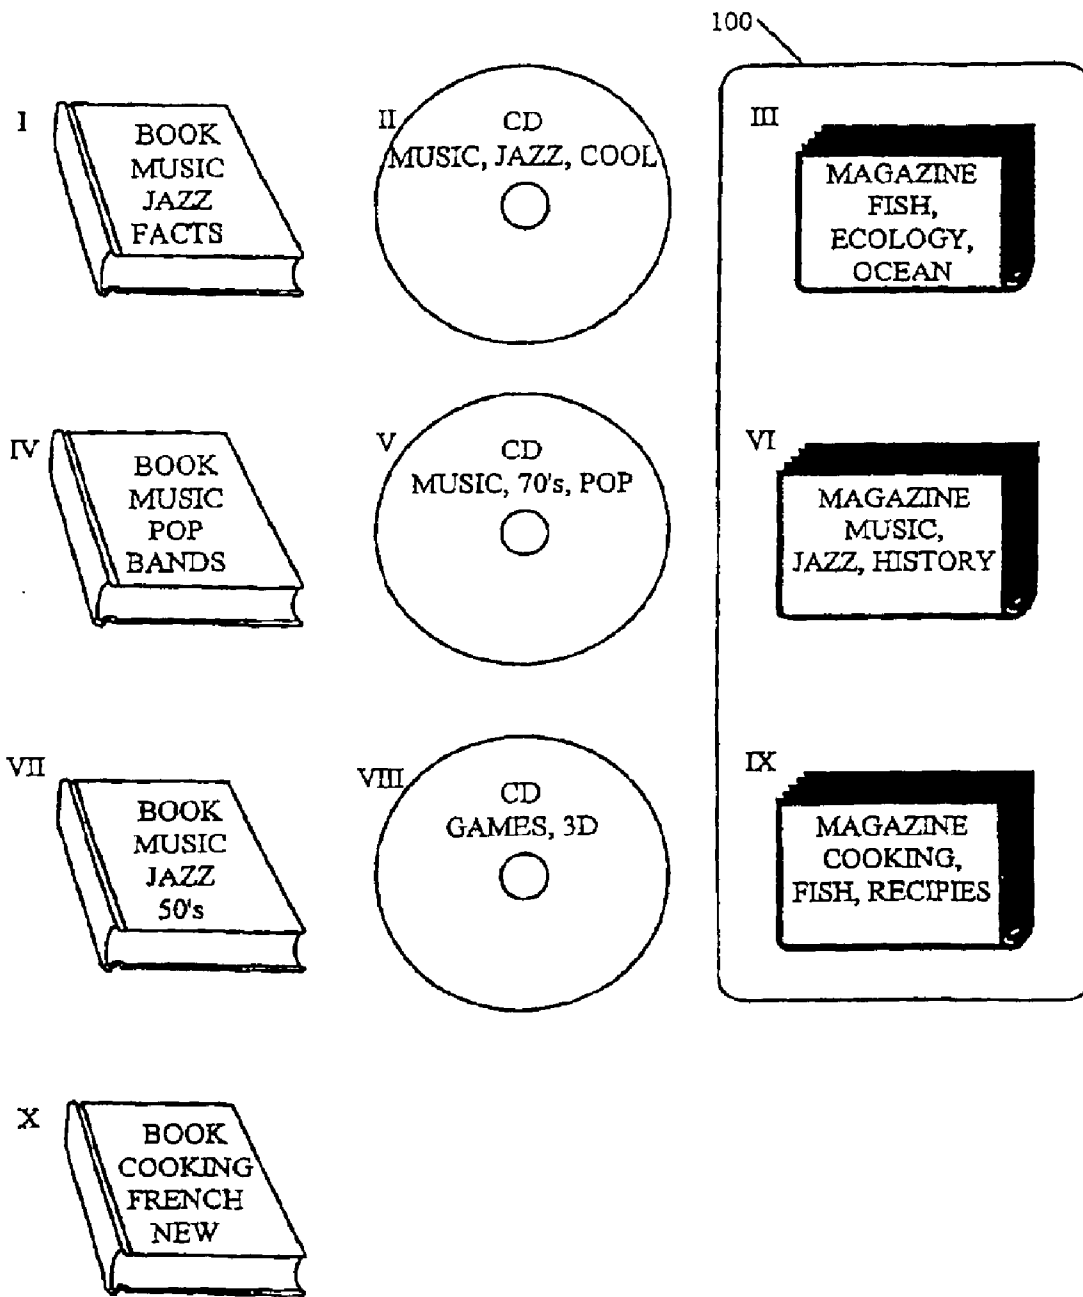 100
I
BOOK
MUSIC
JAZZ
FACTS
II
CD
MUSIC, JAZZ, COOL
III
MAGAZINE
FISH,
ECOLOGY,
OCEAN
IV
BOOK
MUSIC
POP
BANDS
V
CD
MUSIC, 70's, POP
VI
MAGAZINE
MUSIC,
JAZZ, HISTORY
VII
BOOK
MUSIC
JAZZ
50's
VIII
CD
GAMES, 3D
IX
MAGAZINE
COOKING,
FISH, RECIPIES
X
BOOK
COOKING
FRENCH
NEW